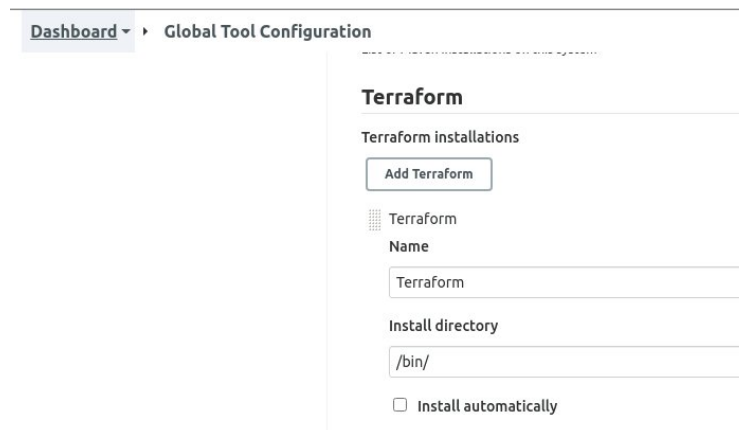 Dashboard Global Tool Configuration
Terraform
Terraform installations
Add Terraform
Terraform
Name
Terraform
Install directory
/bin/
Install automatically